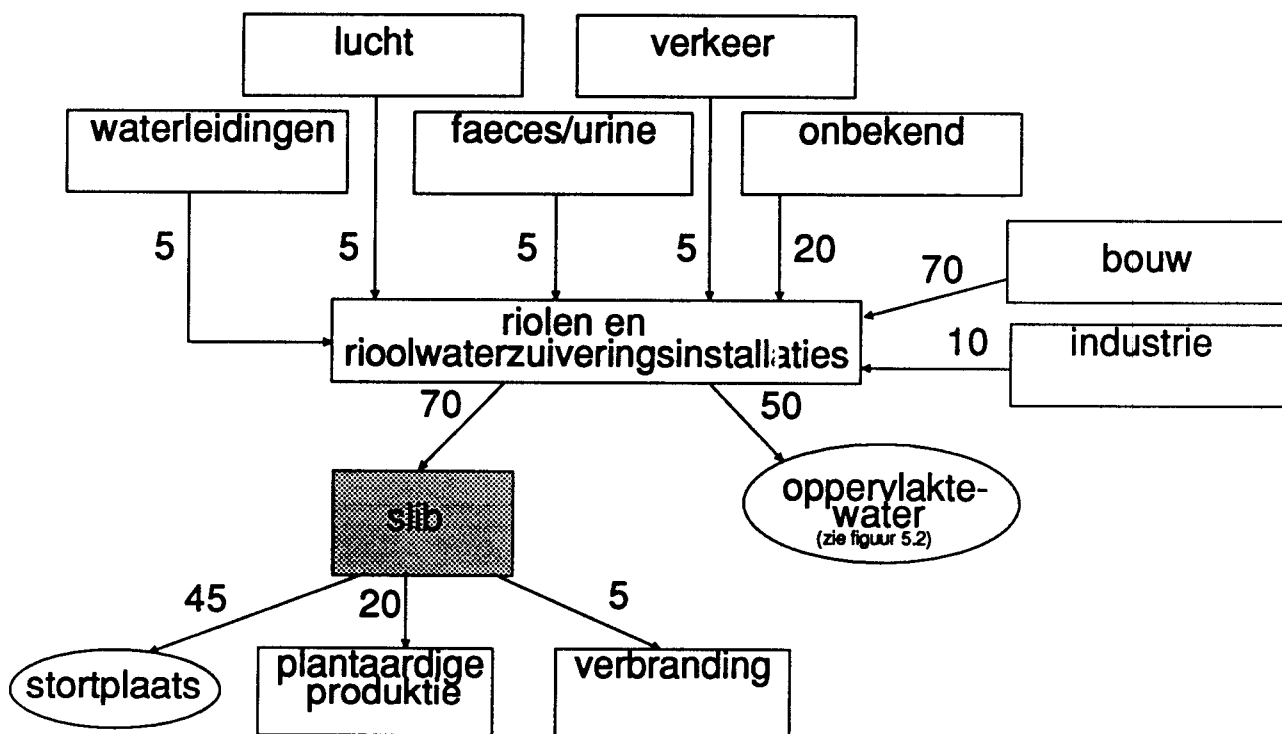 lucht
verkeer
waterleidingen
faeces/urine
onbekend
5
5
5
5
20
70
bouw
riolen en
rioolwaterzuiveringsinstallaties
10
industrie
70
50
slib
oppervlakte-
water
(zie figuur 5.2)
45
20
5
stortplaats
plantaardige
produktie
verbranding